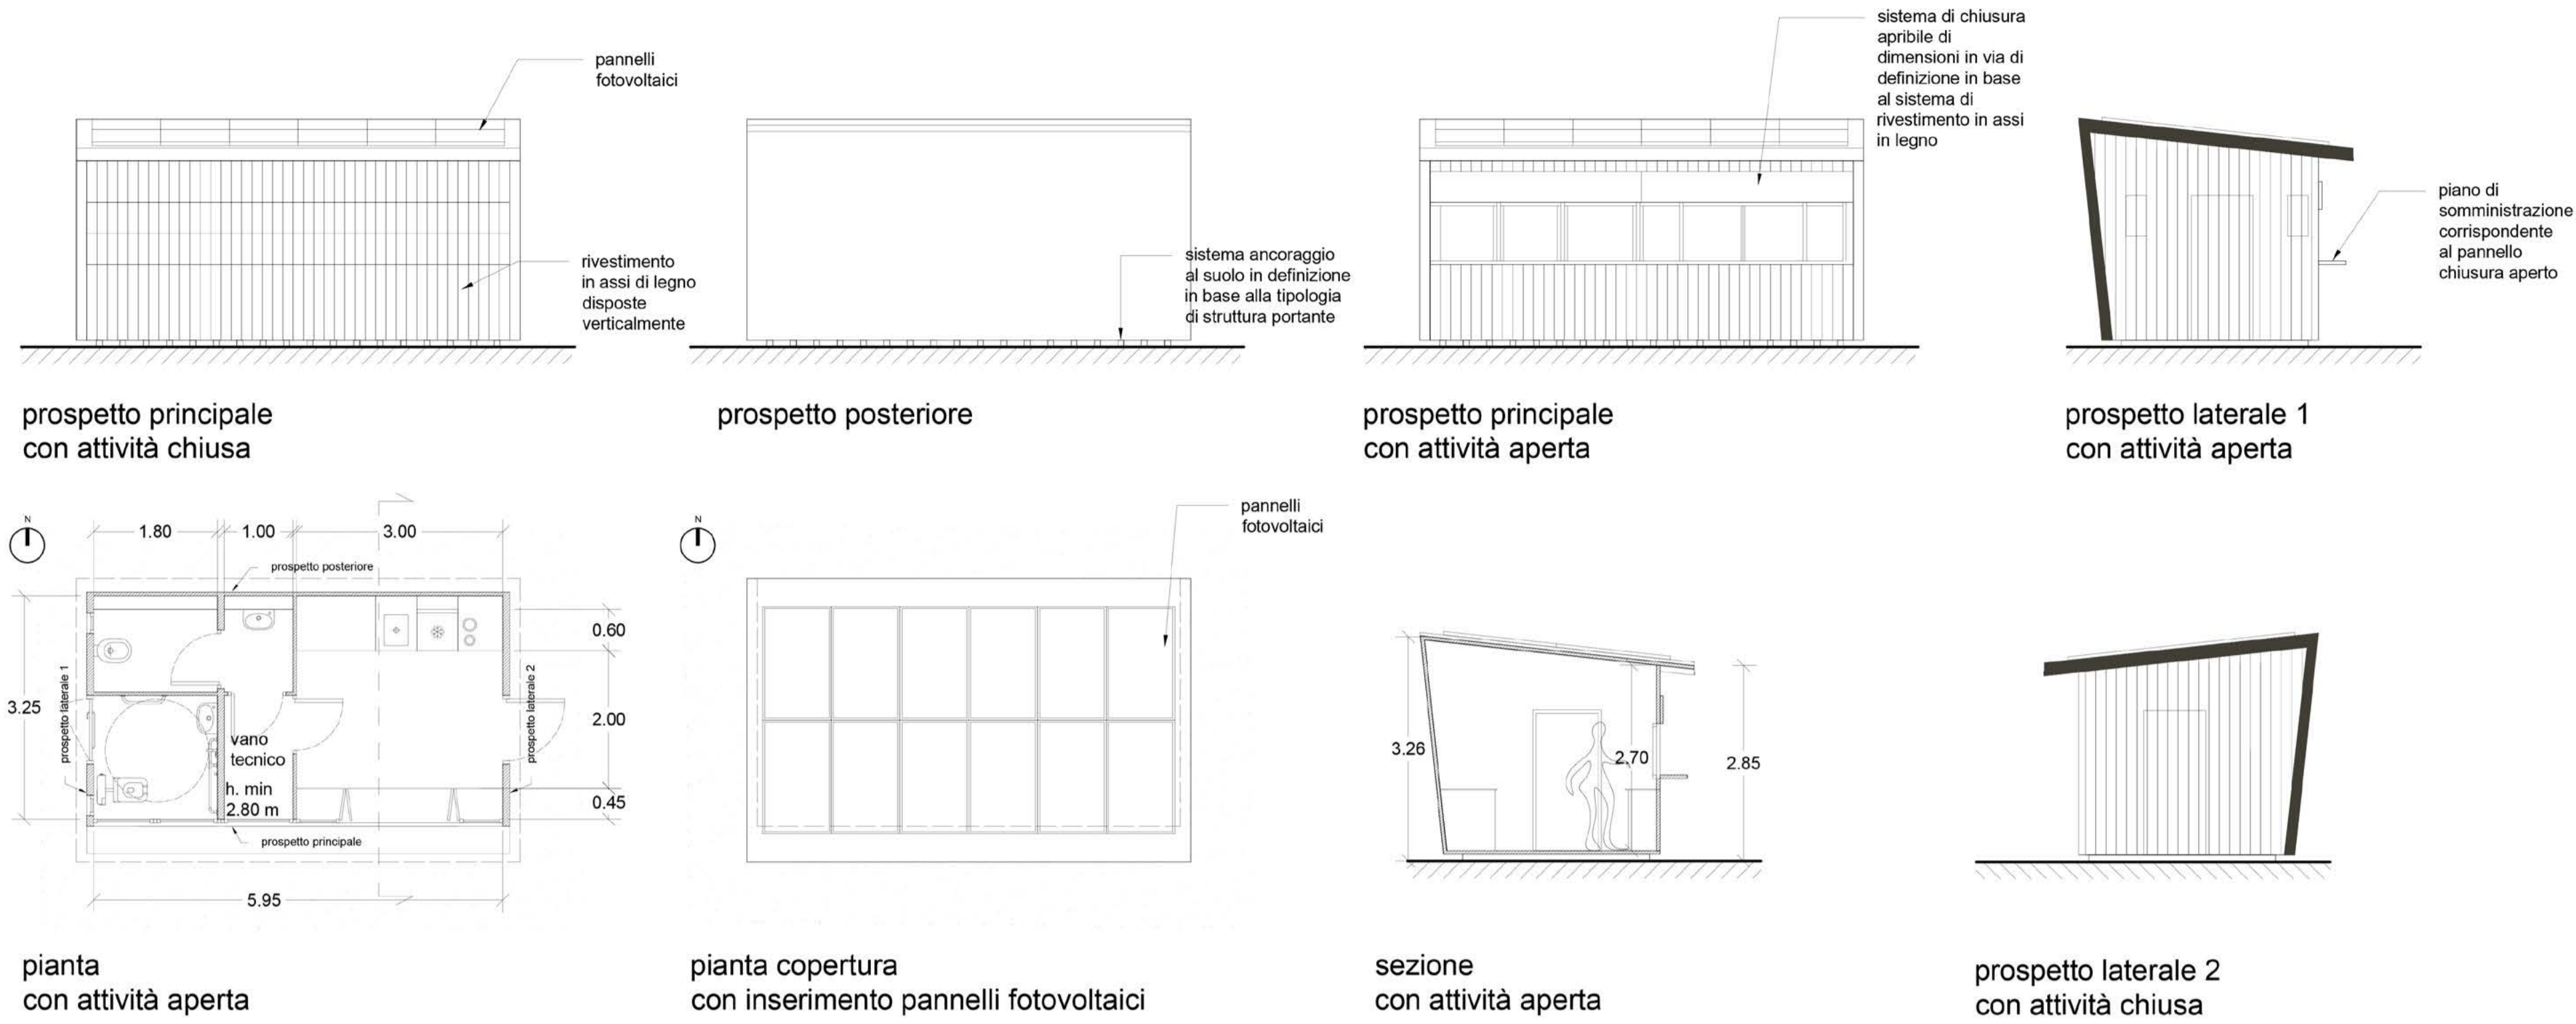 pannelli
fotovoltaici
rivestimento
in assi di legno
disposte
verticalmente
prospetto principale
con attività chiusa
sistema ancoraggio
al suolo in definizione
in base alla tipologia
di struttura portante
prospetto posteriore
sistema di chiusura
apribile di
dimensioni in via di
definizione in base
al sistema di
rivestimento in assi
in legno
prospetto principale
con attività aperta
piano di
somministrazione
corrispondente
al pannello
chiusura aperto
prospetto laterale 1
con attività aperta
N
1.80
1.00
3.00
prospetto posteriore
0.60
2.00
0.45
3.25
prospetto laterale 1
prospetto laterale 2
vano
tecnico
h. min
2.80 m
prospetto principale
5.95
pianta
con attività aperta
N
pannelli
fotovoltaici
pianta copertura
con inserimento pannelli fotovoltaici
3.26
2.70
2.85
sezione
con attività aperta
prospetto laterale 2
con attività chiusa